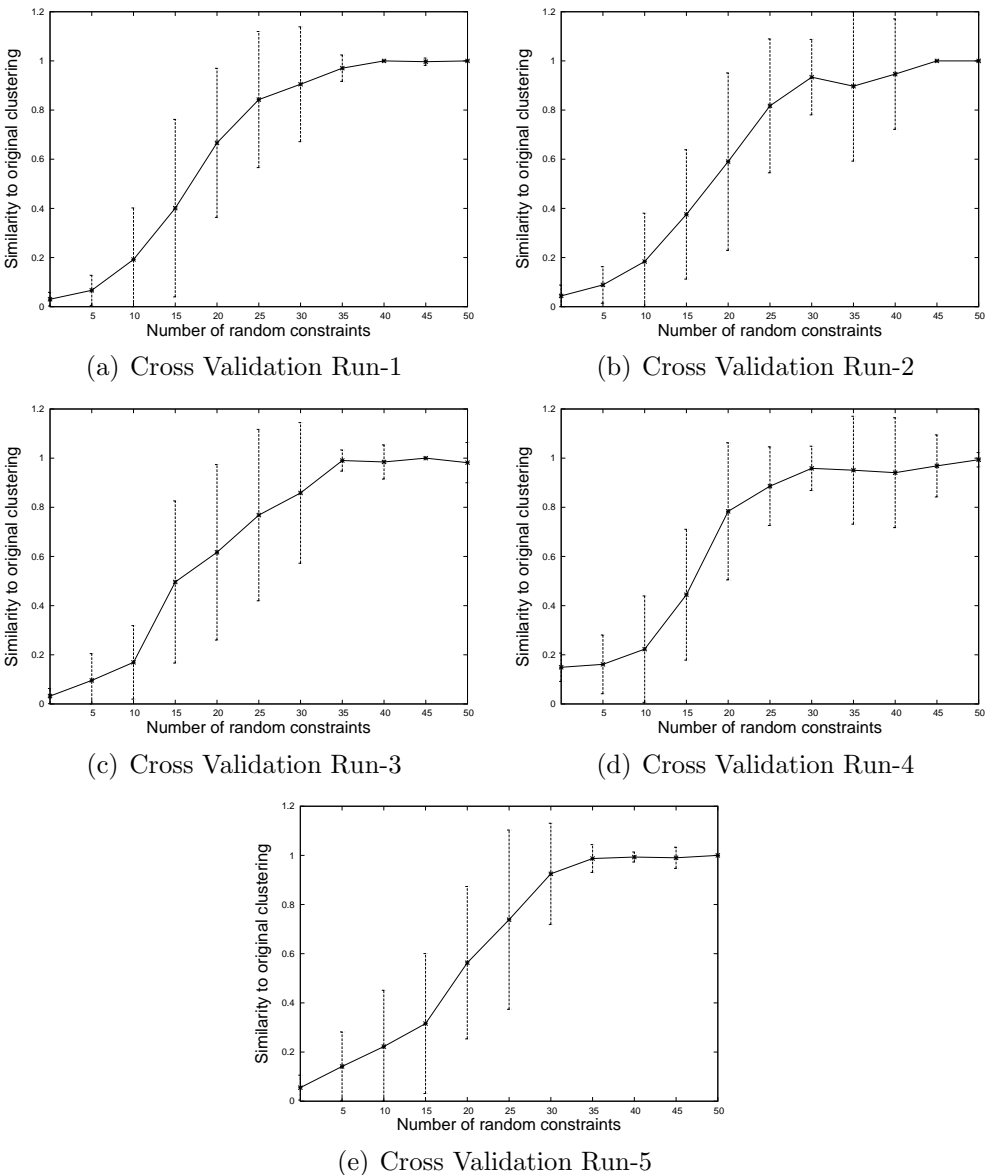 Similarity to original clustering
1.2
1
0.8
0.6
0.4
0.2
0
5 10 15 20 25 30 35 40 45 50
Number of random constraints
(a) Cross Validation Run-1
Similarity to original clustering
1.2
1
0.8
0.6
0.4
0.2
0
5 10 15 20 25 30 35 40 45 50
Number of random constraints
(b) Cross Validation Run-2
Similarity to original clustering
1.2
1
0.8
0.6
0.4
0.2
0
5 10 15 20 25 30 35 40 45 50
Number of random constraints
(c) Cross Validation Run-3
Similarity to original clustering
1.2
1
0.8
0.6
0.4
0.2
0
5 10 15 20 25 30 35 40 45 50
Number of random constraints
(d) Cross Validation Run-4
Similarity to original clustering
1.2
1
0.8
0.6
0.4
0.2
0
5 10 15 20 25 30 35 40 45 50
Number of random constraints
(e) Cross Validation Run-5